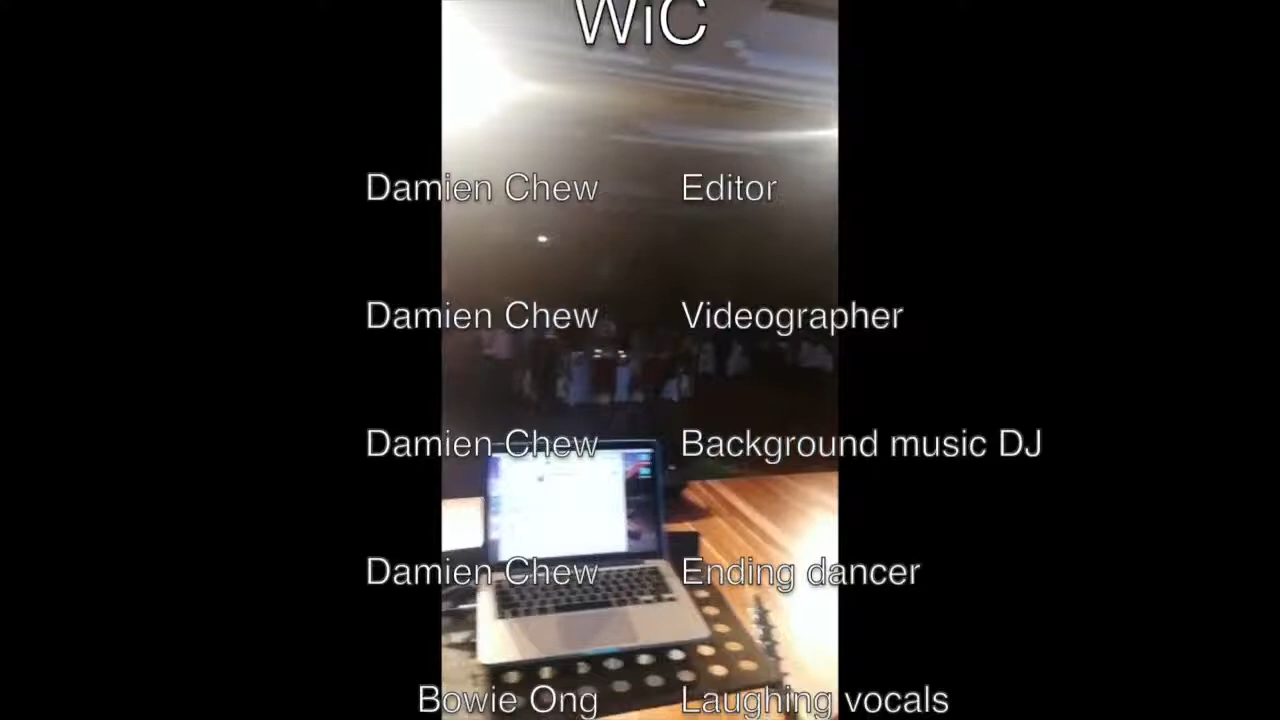 WiC
Damien Chew Editor
Damien Chew Videographer
Damien Chew Background music DJ
Damien Chew Ending dancer
Bowie Ong Laughing vocals